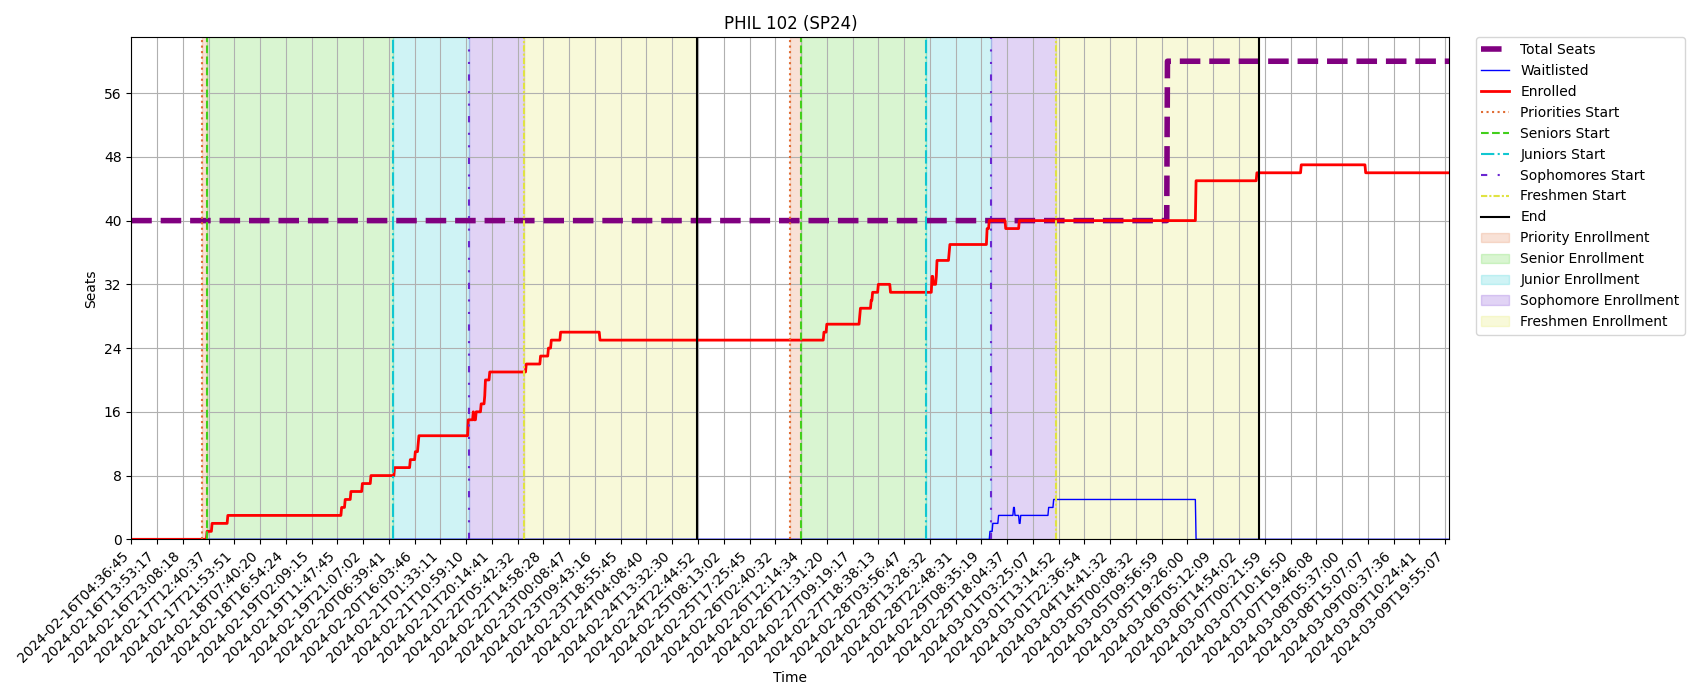 PHIL 102 (SP24)
Total Seats
Waitlisted
Enrolled
Priorities Start
Seniors Start
Juniors Start
Sophomores Start
Freshmen Start
End
Priority Enrollment
Senior Enrollment
Junior Enrollment
Sophomore Enrollment
Freshmen Enrollment
Seats
56
48
40
32
24
16
8
0
2024-02-16T04:36:45
2024-02-16T13:53:17
2024-02-16T23:08:18
2024-02-17T12:40:37
2024-02-17T21:53:51
2024-02-18T07:40:20
2024-02-18T16:54:24
2024-02-19T02:09:15
2024-02-19T11:47:45
2024-02-19T21:07:02
2024-02-20T06:39:41
2024-02-20T16:03:46
2024-02-21T01:33:11
2024-02-21T10:59:10
2024-02-21T20:14:41
2024-02-22T05:42:32
2024-02-22T14:58:28
2024-02-23T00:08:47
2024-02-23T09:43:16
2024-02-23T18:55:45
2024-02-24T04:08:40
2024-02-24T13:32:30
2024-02-24T22:44:52
2024-02-25T08:13:02
2024-02-25T17:25:45
2024-02-26T02:40:32
2024-02-26T12:14:34
2024-02-26T21:31:20
2024-02-27T09:19:17
2024-02-27T18:38:13
2024-02-28T03:56:47
2024-02-28T13:28:32
2024-02-28T22:48:31
2024-02-29T08:35:19
2024-02-29T18:04:37
2024-03-01T03:25:07
2024-03-01T13:14:52
2024-03-01T22:36:54
2024-03-04T14:41:32
2024-03-05T00:08:32
2024-03-05T09:56:59
2024-03-05T19:26:00
2024-03-06T05:12:09
2024-03-06T14:54:02
2024-03-07T00:21:59
2024-03-07T10:16:50
2024-03-07T19:46:08
2024-03-08T05:37:00
2024-03-08T15:07:07
2024-03-09T00:37:36
2024-03-09T10:24:41
2024-03-09T19:55:07
Time